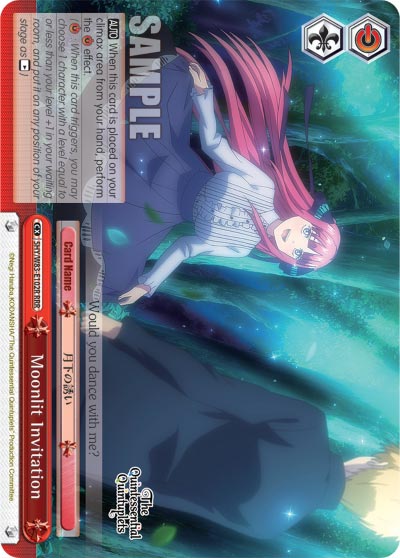 SAMPLE
[AUTO] When this card is placed on your
climax area from your hand, perform
the effect.
( : When this card triggers, you may
choose 1 character with a level equal to
or less than your level +1 in your waiting
room, and put it on any position of your
stage as )
Would you dance with me?
The
Quintessential
Quintuplets
Card Name
月下の誘い
CX
5HY/W83-E102R RRR
Moonlit Invitation
©Negi Haruba,KODANSHA/"The Quintessential Quintuplets" Production Committee.